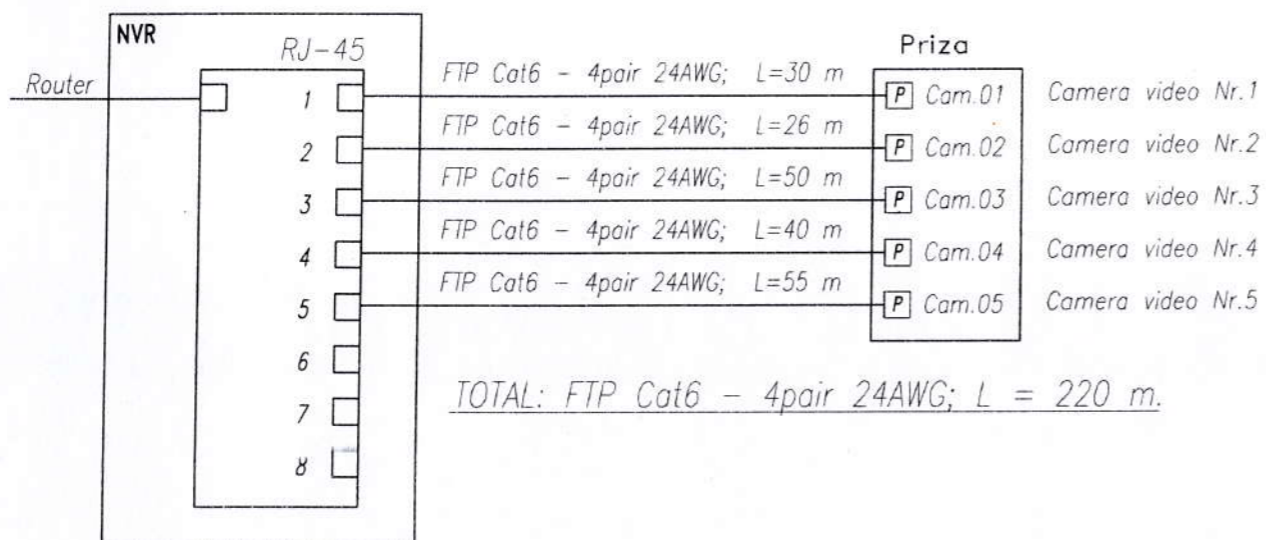 NVR
RJ-45
Priza
Router
FTP Cat6 - 4pair 24AWG; L=30 m
1
P Cam.01 Camera video Nr.1
FTP Cat6 - 4pair 24AWG; L=26 m
2
P Cam.02 Camera video Nr.2
FTP Cat6 - 4pair 24AWG; L=50 m
3
P Cam.03 Camera video Nr.3
FTP Cat6 - 4pair 24AWG; L=40 m
4
P Cam.04 Camera video Nr.4
FTP Cat6 - 4pair 24AWG; L=55 m
5
P Cam.05 Camera video Nr.5
6
7
8
TOTAL: FTP Cat6 - 4pair 24AWG; L = 220 m.